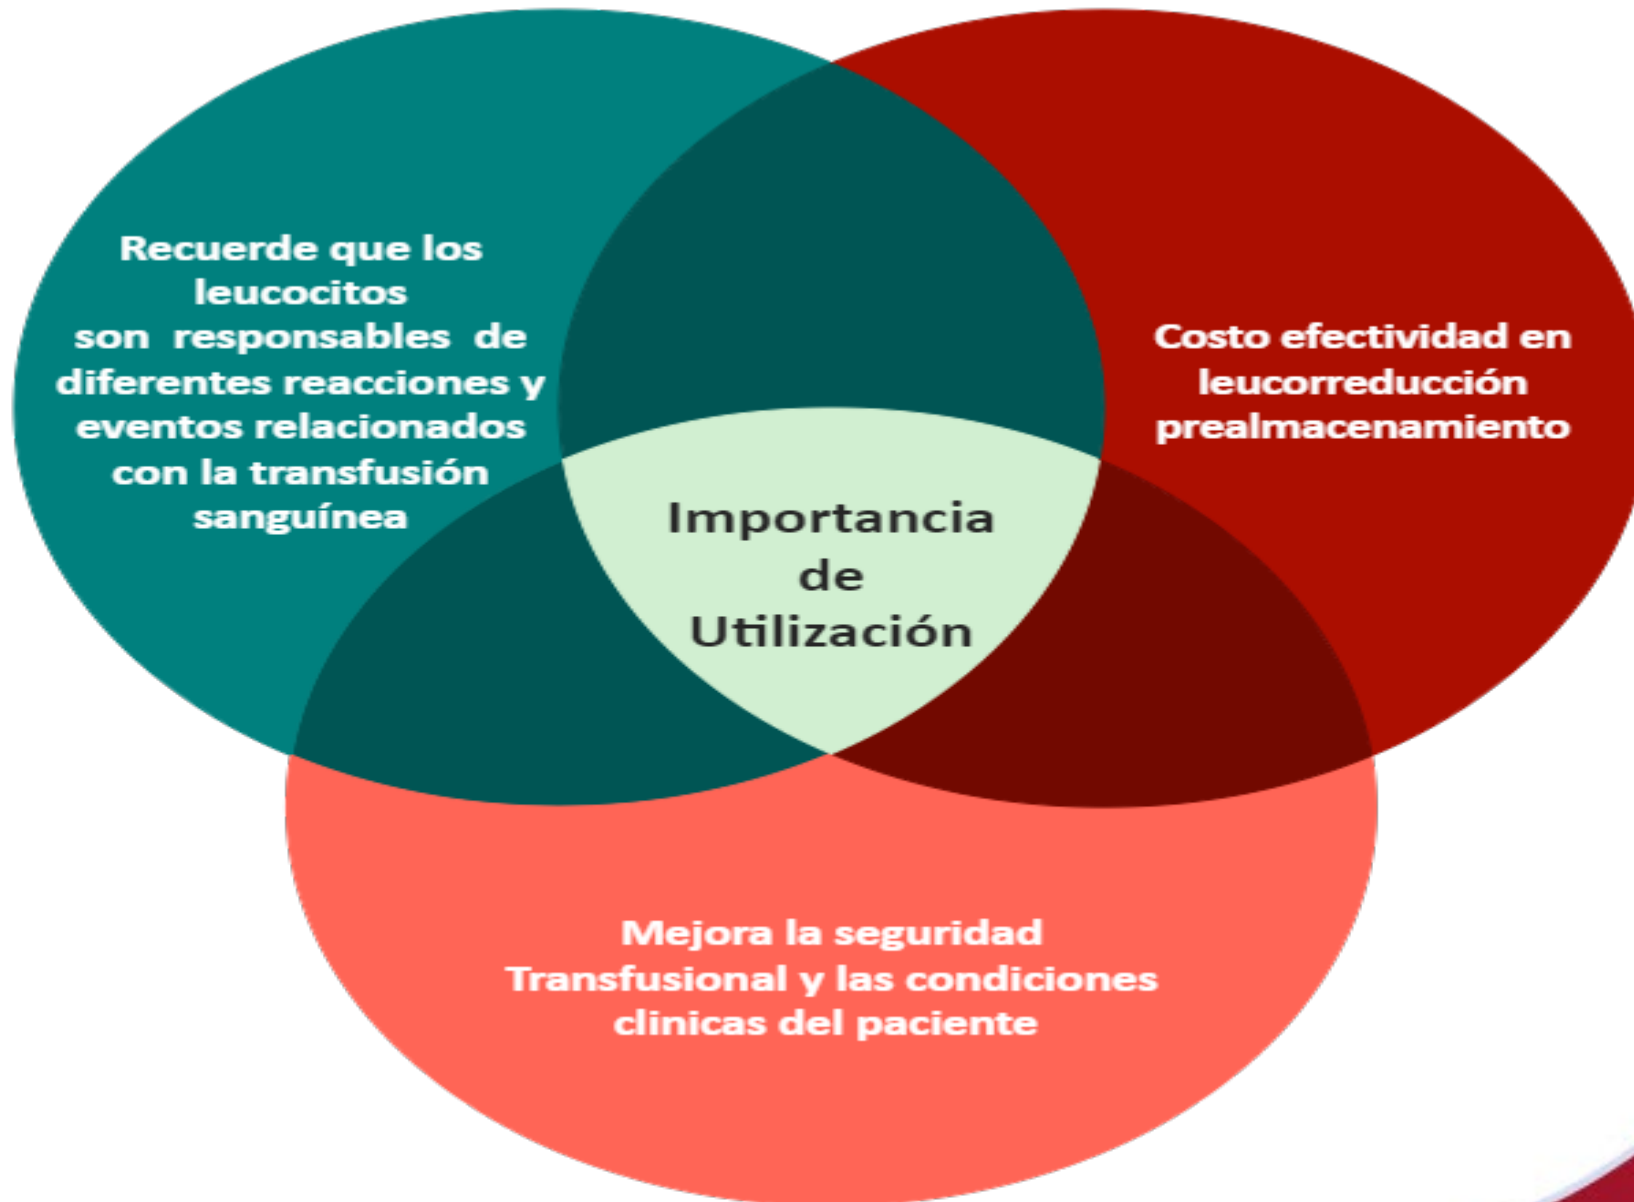 Recuerde que los
leucocitos
son responsables de
diferentes reacciones y
eventos relacionados
con la transfusión
sanguínea
Costo efectividad en
leucorreducción
prealmacenamiento
Importancia
de
Utilización
Mejora la seguridad
Transfusional y las condiciones
clinicas del paciente